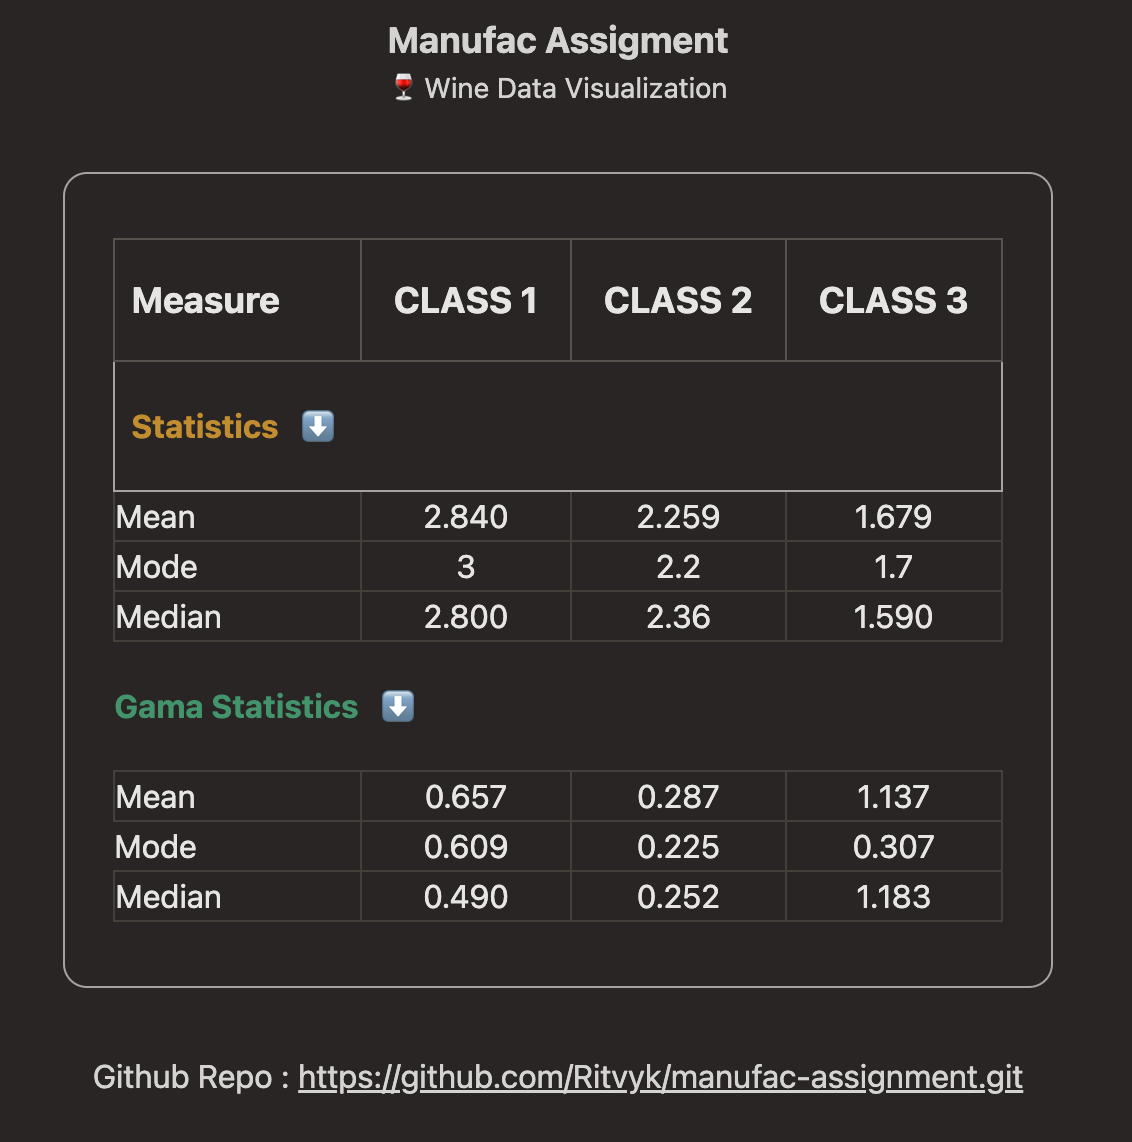 Manufac Assigment
🍷 Wine Data Visualization
Measure CLASS 1 CLASS 2 CLASS 3
Statistics ⬇️
Mean 2.840 2.259 1.679
Mode 3 2.2 1.7
Median 2.800 2.36 1.590
Gama Statistics ⬇️
Mean 0.657 0.287 1.137
Mode 0.609 0.225 0.307
Median 0.490 0.252 1.183
Github Repo : https://github.com/Ritvyk/manufac-assignment.git